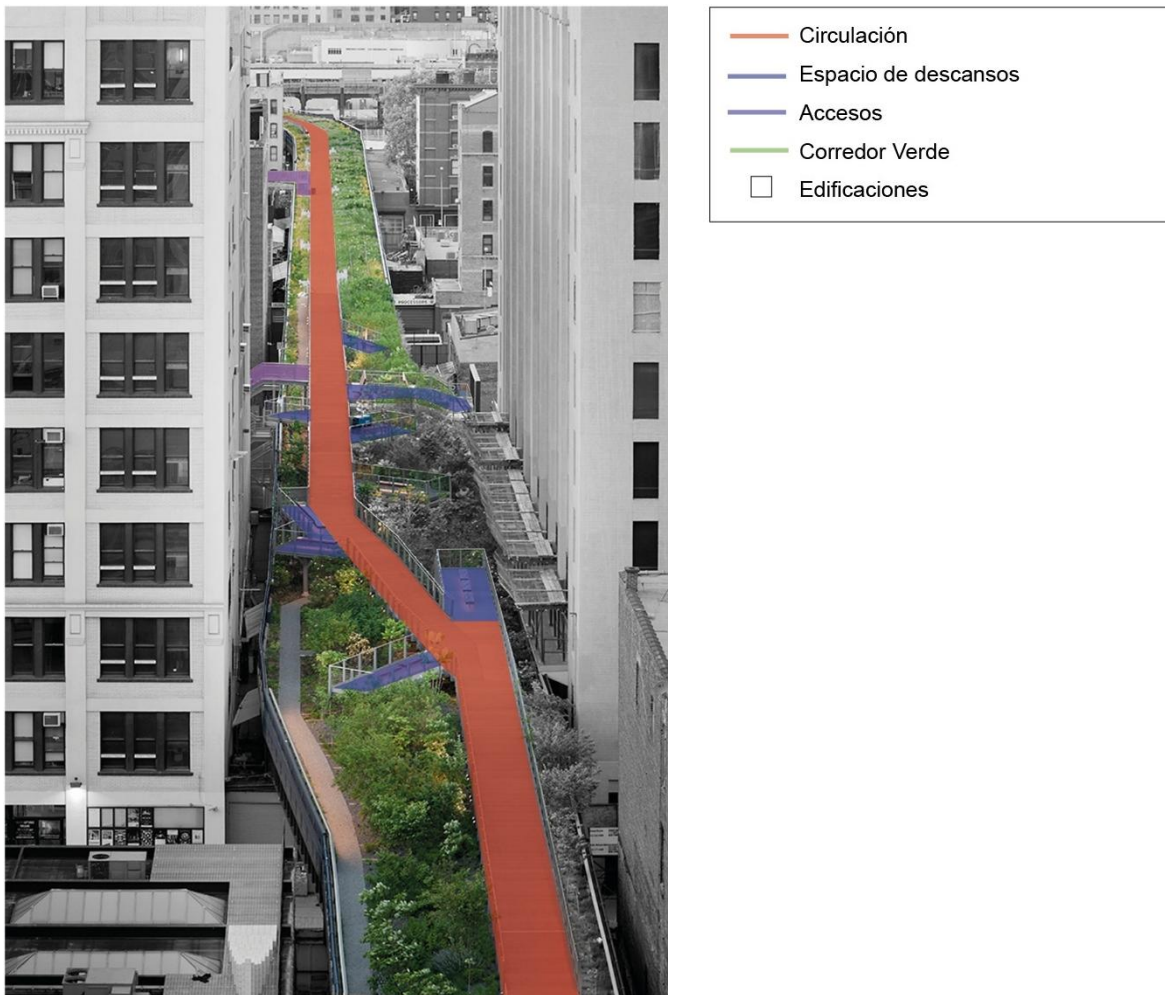 Circulación
Espacio de descansos
Accesos
Corredor Verde
Edificaciones